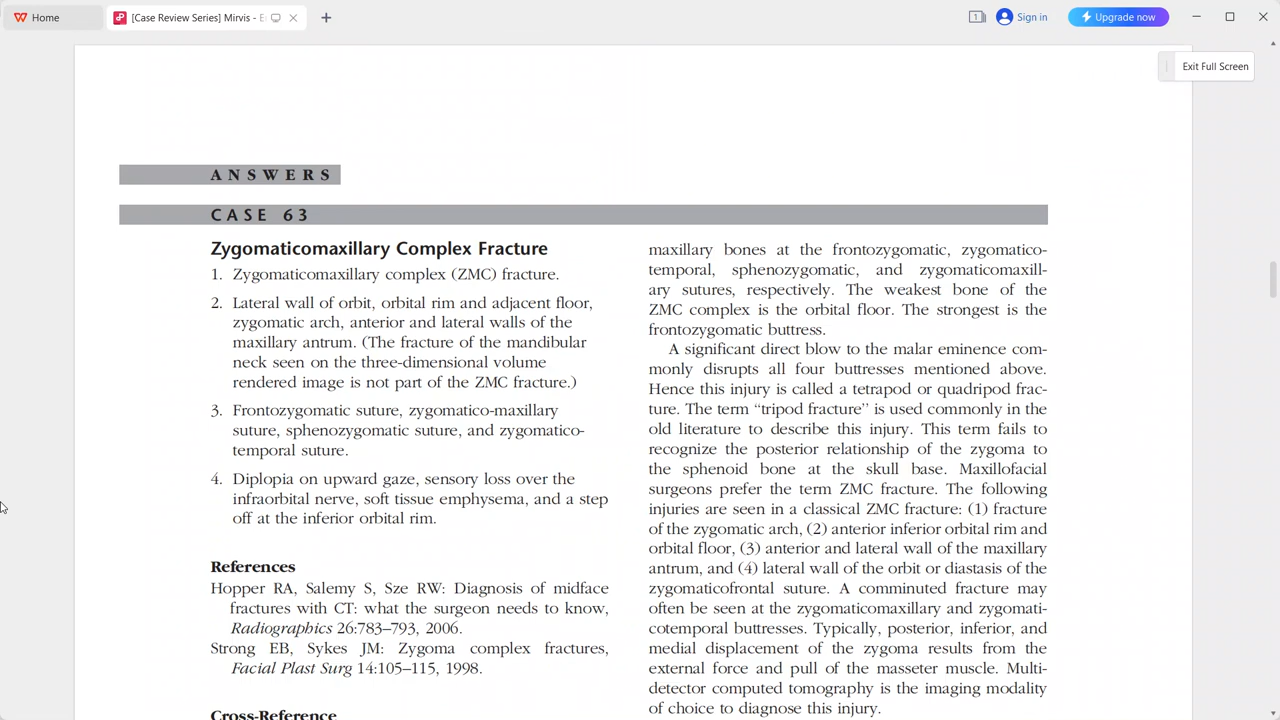 Home
[Case Review Series] Mirvis - E
1
Sign in
Upgrade now
Exit Full Screen
ANSWERS
CASE 63
Zygomaticomaxillary Complex Fracture
1. Zygomaticomaxillary complex (ZMC) fracture.
2. Lateral wall of orbit, orbital rim and adjacent floor,
zygomatic arch, anterior and lateral walls of the
maxillary antrum. (The fracture of the mandibular
neck seen on the three-dimensional volume
rendered image is not part of the ZMC fracture.)
3. Frontozygomatic suture, zygomatico-maxillary
suture, sphenozygomatic suture, and zygomatico-
temporal suture.
4. Diplopia on upward gaze, sensory loss over the
infraorbital nerve, soft tissue emphysema, and a step
off at the inferior orbital rim.
References
Hopper RA, Salemy S, Sze RW: Diagnosis of midface
fractures with CT: what the surgeon needs to know,
Radiographics 26:783–793, 2006.
Strong EB, Sykes JM: Zygoma complex fractures,
Facial Plast Surg 14:105–115, 1998.
Cross-Reference
maxillary bones at the frontozygomatic, zygomatico-
temporal, sphenozygomatic, and zygomaticomaxill-
ary sutures, respectively. The weakest bone of the
ZMC complex is the orbital floor. The strongest is the
frontozygomatic buttress.
A significant direct blow to the malar eminence com-
monly disrupts all four buttresses mentioned above.
Hence this injury is called a tetrapod or quadripod frac-
ture. The term “tripod fracture’’ is used commonly in the
old literature to describe this injury. This term fails to
recognize the posterior relationship of the zygoma to
the sphenoid bone at the skull base. Maxillofacial
surgeons prefer the term ZMC fracture. The following
injuries are seen in a classical ZMC fracture: (1) fracture
of the zygomatic arch, (2) anterior inferior orbital rim and
orbital floor, (3) anterior and lateral wall of the maxillary
antrum, and (4) lateral wall of the orbit or diastasis of the
zygomaticofrontal suture. A comminuted fracture may
often be seen at the zygomaticomaxillary and zygomati-
cotemporal buttresses. Typically, posterior, inferior, and
medial displacement of the zygoma results from the
external force and pull of the masseter muscle. Multi-
detector computed tomography is the imaging modality
of choice to diagnose this injury.